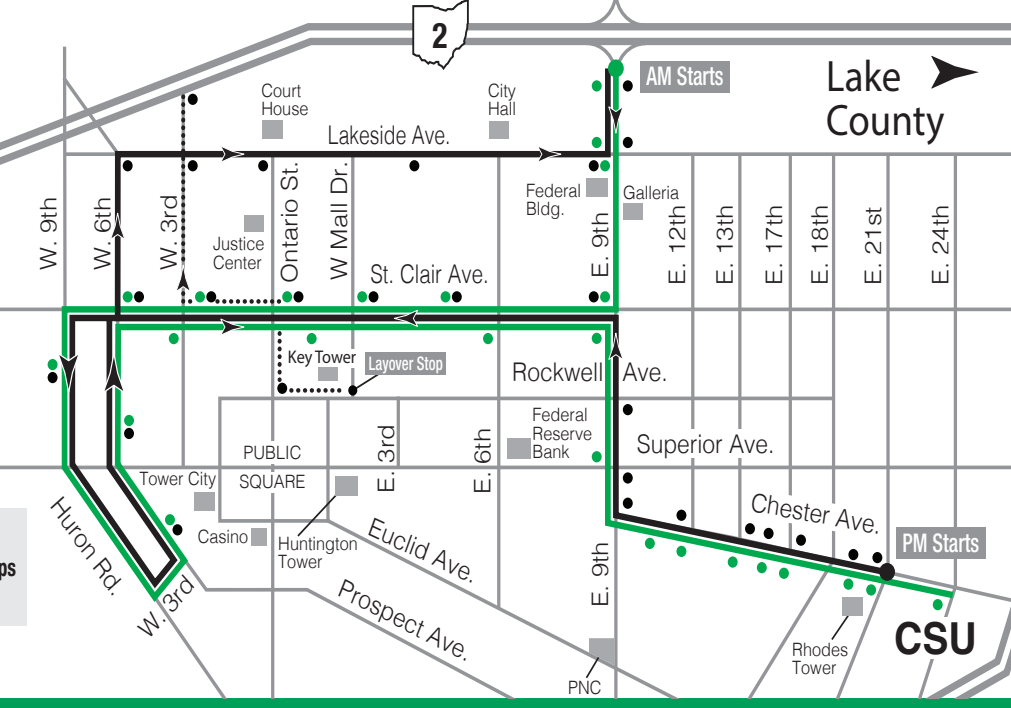 2
AM Starts
Lake
County
Court
House
City
Hall
Lakeside Ave.
Federal
Bldg.
Galleria
W. 9th
W. 6th
W. 3rd
Ontario St.
W Mall Dr.
E. 9th
E. 12th
E. 13th
E. 17th
E. 18th
E. 21st
E. 24th
Justice
Center
St. Clair Ave.
Key Tower
Layover Stop
Rockwell Ave.
Federal
Reserve
Bank
Superior Ave.
PUBLIC
SQUARE
E. 3rd
E. 6th
Tower City
Casino
Huntington
Tower
Euclid Ave.
Chester Ave.
PM Starts
ps
Huron Rd.
W. 3rd
Prospect Ave.
E. 9th
PNC
Rhodes
Tower
CSU